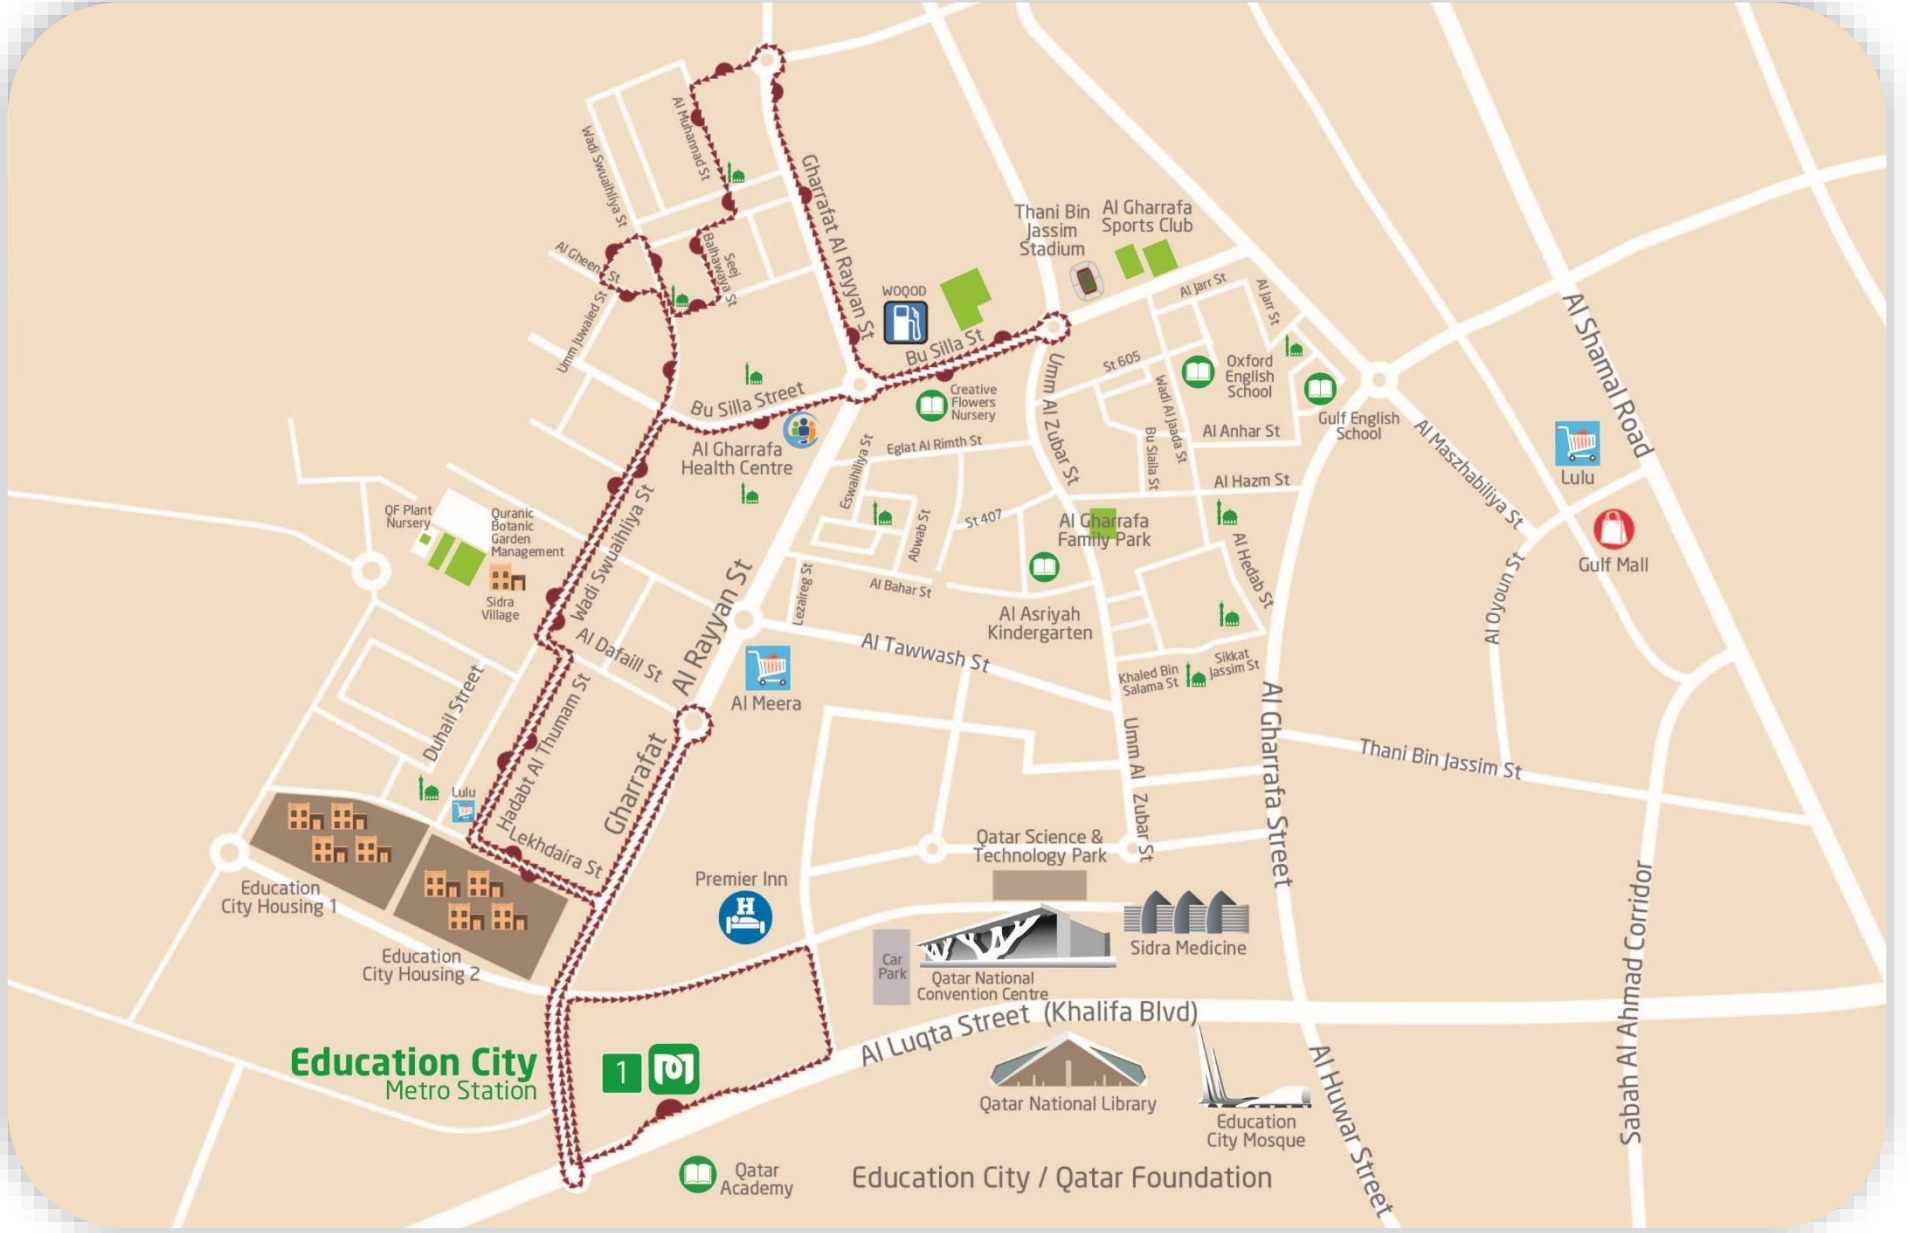 Al Muhannad St
Wadi Swuaihliya St
Gharrafat Al Rayyan St
Thani Bin
Jassim
Stadium
Al Gharrafa
Sports Club
Al Gheen St
Seej
Balhawaya St
Umm Juwaied St
WOQOD
Al Jarr St
Al Jarr St
Al Shamal Road
Bu Silla St
St 605
Umm Al Zubar St
Oxford
English
School
Creative
Flowers
Nursery
Wadi Al Jaada St
Bu Silla Street
Gulf English
School
Al Gharrafa
Health Centre
Eglat Al Rimth St
Al Anhar St
Bu Slaila St
Al Maszhabiliya St
Lulu
Eswaihiliya St
Al Hazm St
QF Plant
Nursery
Quranic
Botanic
Garden
Management
Wadi Swuaihliya St
Abwab St
St 407
Al Gharrafa
Family Park
Gulf Mall
Al Hedab St
Sidra
Village
Lezaireg St
Al Bahar St
Al Oyoun St
Al Asriyah
Kindergarten
Al Dafaill St
Al Rayyan St
Al Tawwash St
Khaled Bin
Salama St
Sikkat
Jassim St
Al Meera
Duhail Street
Hadabt Al Thumam St
Gharrafat
Umm Al Zubar St
Al Gharrafa Street
Thani Bin Jassim St
Lulu
Lekhdaira St
Qatar Science &
Technology Park
Education
City Housing 1
Premier Inn
H
Sabah Al Ahmad Corridor
Education
City Housing 2
Car
Park
Qatar National
Convention Centre
Sidra Medicine
Al Luqta Street (Khalifa Blvd)
Education City
Metro Station
1
Qatar National Library
Education
City Mosque
Al Huwar Street
Qatar
Academy
Education City / Qatar Foundation